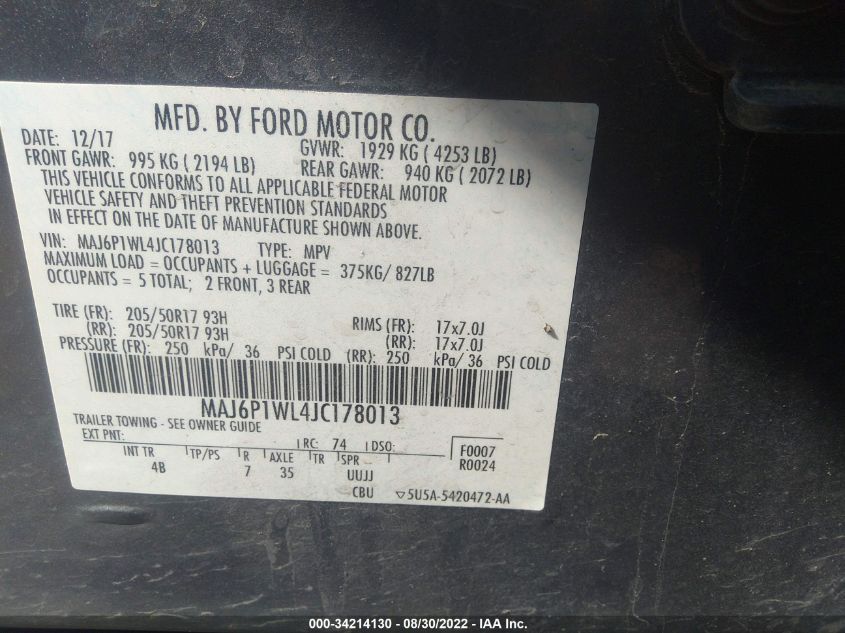 MFD. BY FORD MOTOR CO.
DATE: 12/17 GVWR: 1929 KG ( 4253 LB)
FRONT GAWR: 995 KG ( 2194 LB) REAR GAWR: 940 KG ( 2072 LB)
THIS VEHICLE CONFORMS TO ALL APPLICABLE FEDERAL MOTOR
VEHICLE SAFETY AND THEFT PREVENTION STANDARDS
IN EFFECT ON THE DATE OF MANUFACTURE SHOWN ABOVE.
VIN: MAJ6P1WL4JC178013 TYPE: MPV
MAXIMUM LOAD = OCCUPANTS + LUGGAGE = 375KG/ 827LB
OCCUPANTS = 5 TOTAL; 2 FRONT, 3 REAR
TIRE (FR): 205/50R17 93H RIMS (FR): 17x7.0J
(RR): 205/50R17 93H (RR): 17x7.0J
PRESSURE (FR): 250 kPa/ 36 PSI COLD (RR): 250 kPa/ 36 PSI COLD
MAJ6P1WL4JC178013
TRAILER TOWING - SEE OWNER GUIDE
EXT PNT: RC: 74 DSO: F0007
R0024
INT TR TP/PS R AXLE TR SPR
4B 7 35 UUJJ
CBU ▽5U5A-5420472-AA
000-34214130 - 08/30/2022 - IAA Inc.